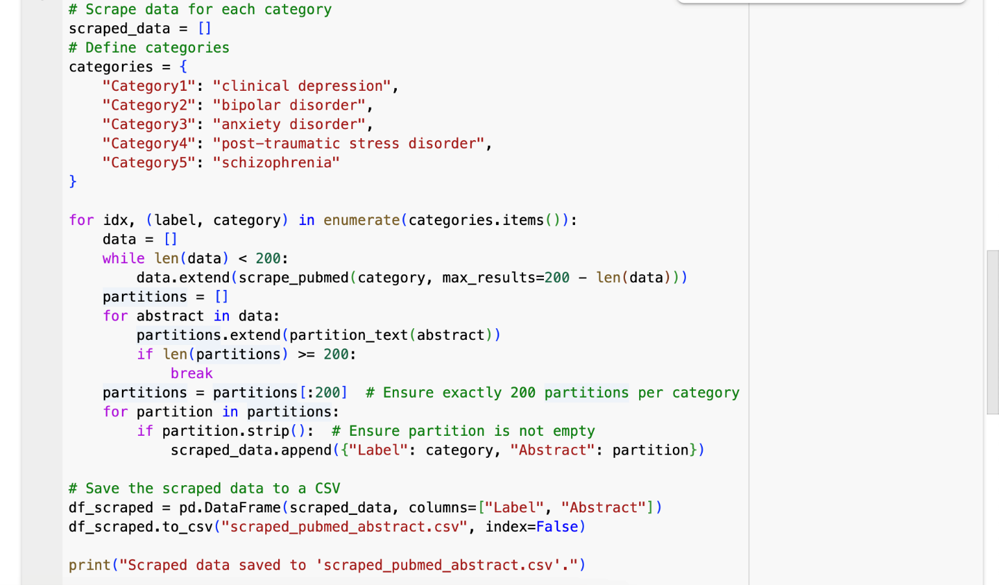 # Scrape data for each category
scraped_data = []
# Define categories
categories = {
    "Category1": "clinical depression",
    "Category2": "bipolar disorder",
    "Category3": "anxiety disorder",
    "Category4": "post-traumatic stress disorder",
    "Category5": "schizophrenia"
}

for idx, (label, category) in enumerate(categories.items()):
    data = []
    while len(data) < 200:
        data.extend(scrape_pubmed(category, max_results=200 - len(data)))
    partitions = []
    for abstract in data:
        partitions.extend(partition_text(abstract))
        if len(partitions) >= 200:
            break
    partitions = partitions[:200]  # Ensure exactly 200 partitions per category
    for partition in partitions:
        if partition.strip():  # Ensure partition is not empty
            scraped_data.append({"Label": category, "Abstract": partition})

# Save the scraped data to a CSV
df_scraped = pd.DataFrame(scraped_data, columns=["Label", "Abstract"])
df_scraped.to_csv("scraped_pubmed_abstract.csv", index=False)

print("Scraped data saved to 'scraped_pubmed_abstract.csv'.")